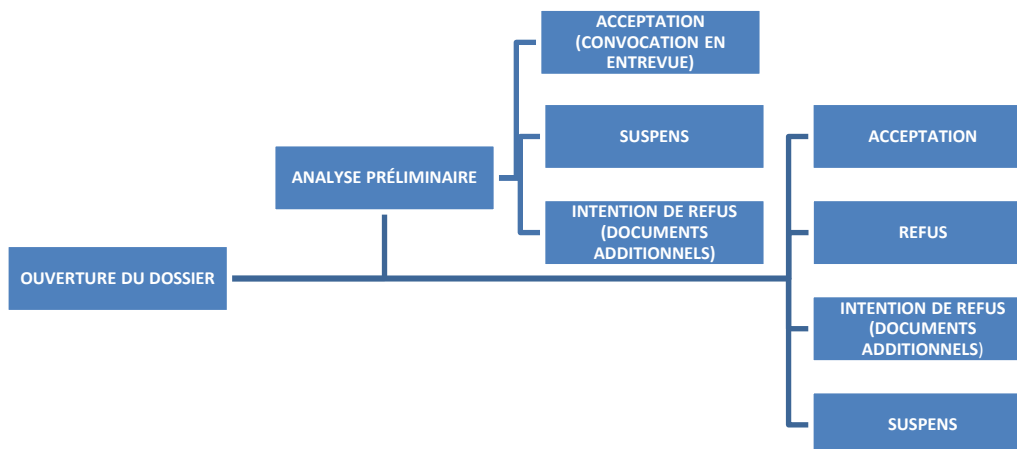 ACCEPTATION
(CONVOCATION EN
ENTREVUE)
SUSPENS
ANALYSE PRÉLIMINAIRE
INTENTION DE REFUS
(DOCUMENTS
ADDITIONNELS)
OUVERTURE DU DOSSIER
ACCEPTATION
REFUS
INTENTION DE REFUS
(DOCUMENTS
ADDITIONNELS)
SUSPENS